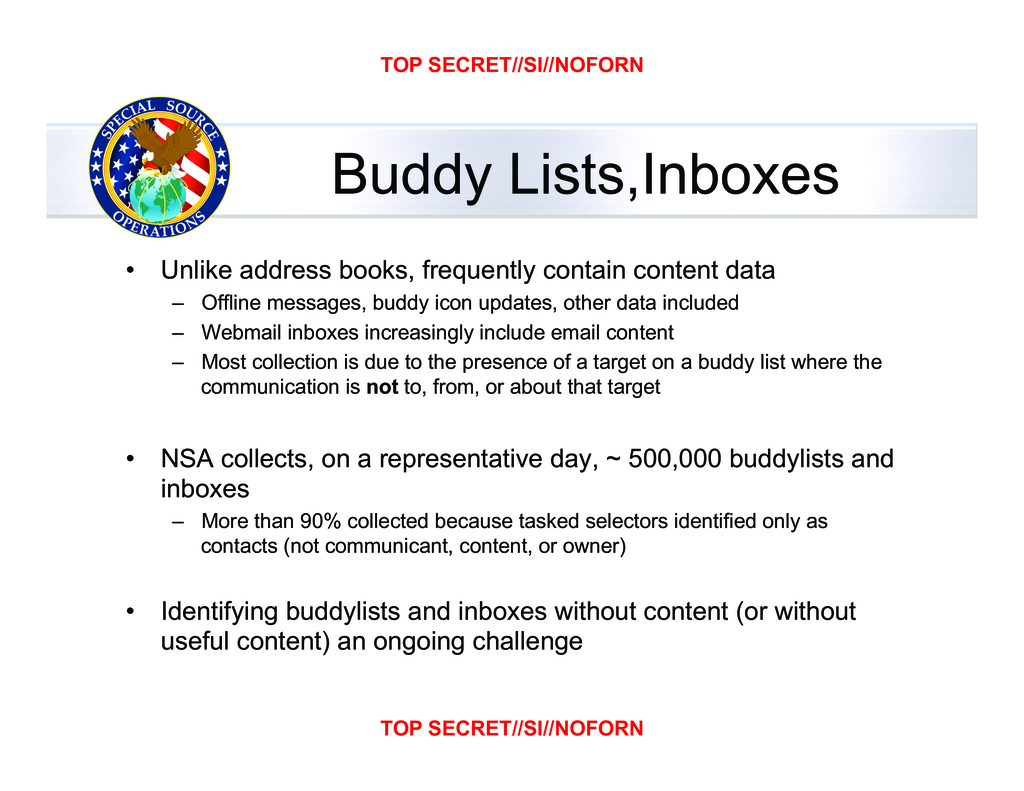 TOP SECRET//SI//NOFORN
SPECIAL SOURCE
OPERATIONS
Buddy Lists,Inboxes
• Unlike address books, frequently contain content data
– Offline messages, buddy icon updates, other data included
– Webmail inboxes increasingly include email content
– Most collection is due to the presence of a target on a buddy list where the
communication is not to, from, or about that target
• NSA collects, on a representative day, ~ 500,000 buddylists and
inboxes
– More than 90% collected because tasked selectors identified only as
contacts (not communicant, content, or owner)
• Identifying buddylists and inboxes without content (or without
useful content) an ongoing challenge
TOP SECRET//SI//NOFORN